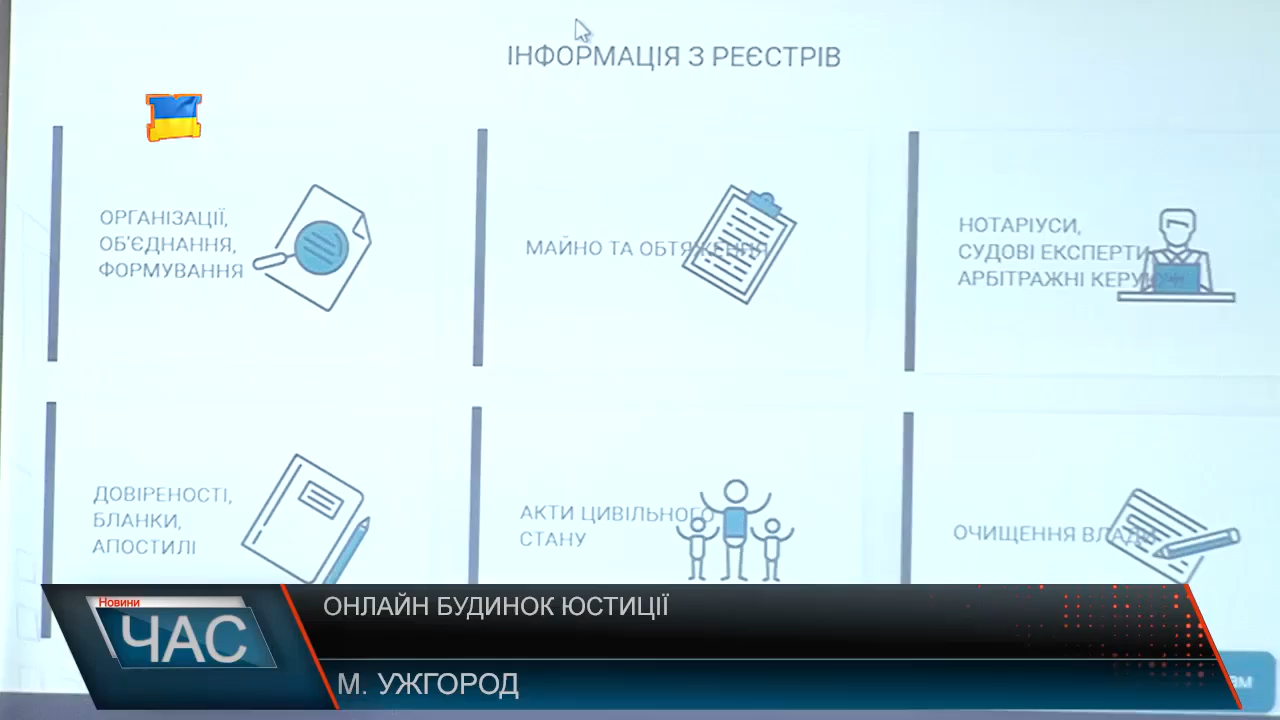 ІНФОРМАЦІЯ З РЕЄСТРІВ
ОРГАНІЗАЦІЇ,
ОБ'ЄДНАННЯ,
ФОРМУВАННЯ
МАЙНО ТА ОБТЯЖЕННЯ
НОТАРІУСИ,
СУДОВІ ЕКСПЕРТИ,
АРБІТРАЖНІ
ДОВІРЕНОСТІ,
БЛАНКИ,
АПОСТИЛІ
АКТИ ЦИВІЛЬНОГО
СТАНУ
ОЧИЩЕННЯ ВЛАДИ
Новини
ЧАС
ОНЛАЙН БУДИНОК ЮСТИЦІЇ
М. УЖГОРОД